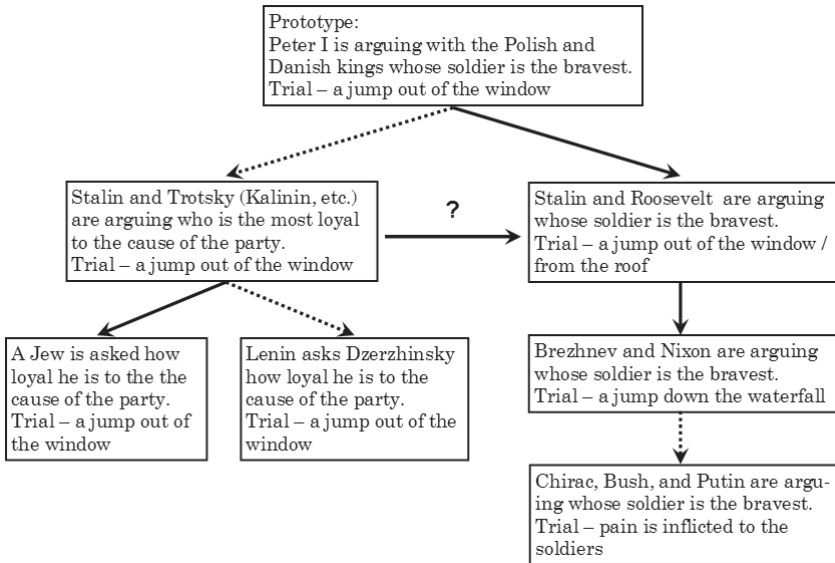 Prototype:
Peter I is arguing with the Polish and
Danish kings whose soldier is the bravest.
Trial – a jump out of the window
Stalin and Trotsky (Kalinin, etc.)
are arguing who is the most loyal
to the cause of the party.
Trial – a jump out of the window
?
Stalin and Roosevelt are arguing
whose soldier is the bravest.
Trial – a jump out of the window /
from the roof
A Jew is asked how
loyal he is to the the
cause of the party.
Trial – a jump out of
the window
Lenin asks Dzerzhinsky
how loyal he is to the
cause of the party.
Trial – a jump out of the
window
Brezhnev and Nixon are arguing
whose soldier is the bravest.
Trial – a jump down the waterfall
Chirac, Bush, and Putin are argu-
ing whose soldier is the bravest.
Trial – pain is inflicted to the
soldiers